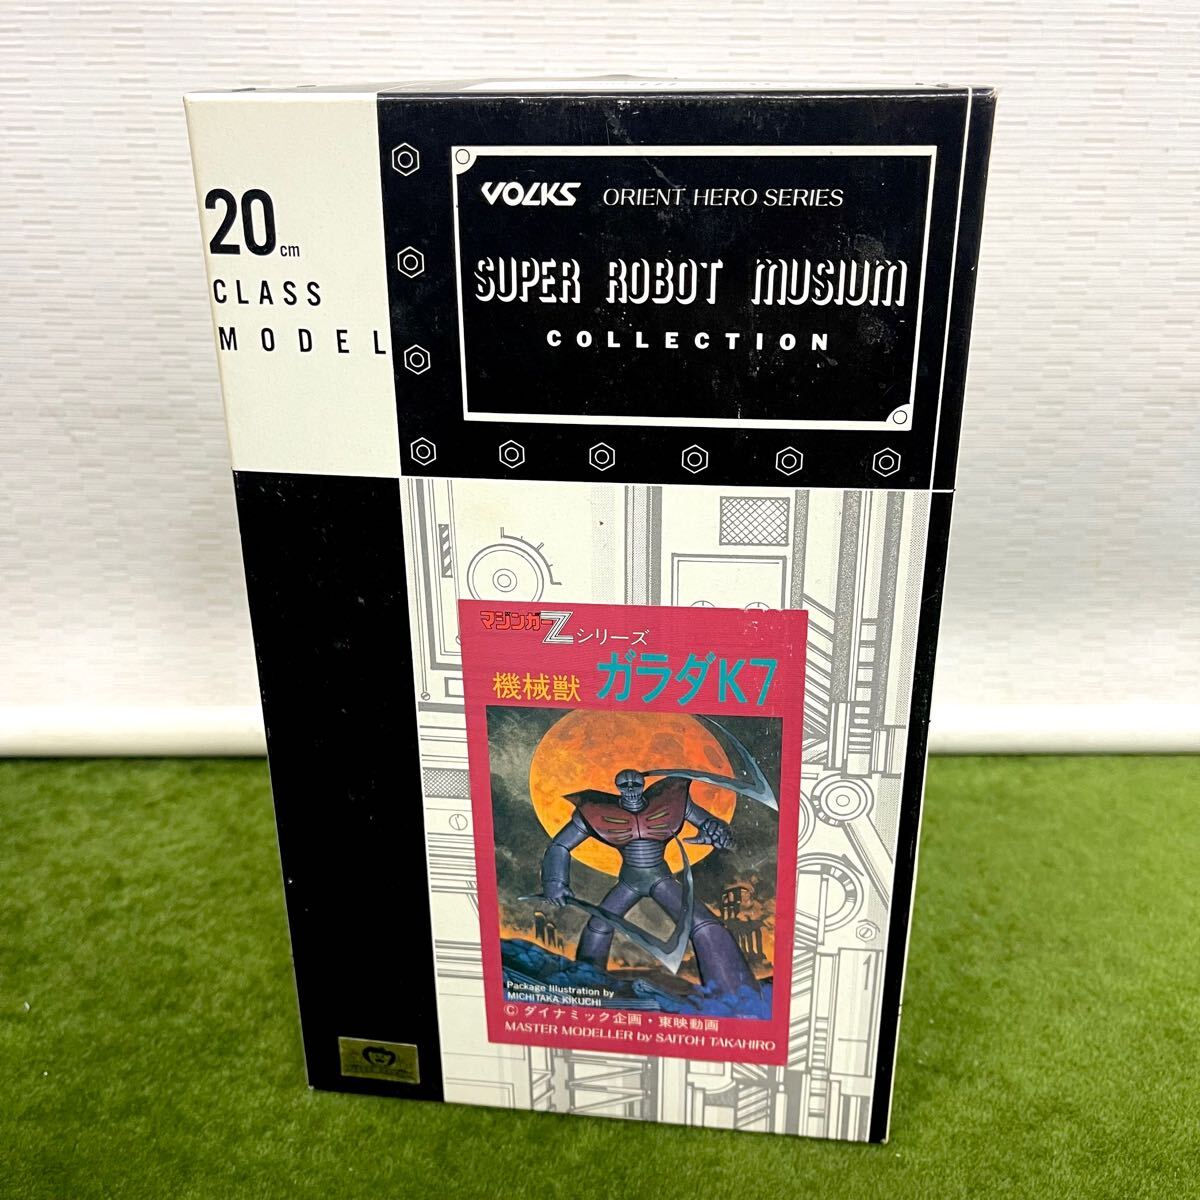 20cm
CLASS
MODEL
VOLKS ORIENT HERO SERIES
SUPER ROBOT MUSIUM
COLLECTION
マジンガーZシリーズ
機械獣 ガラダK7
Package Illustration by
MICHITAKA KIKUCHI
© ダイナミック企画・東映動画
MASTER MODELLER by SAITOH TAKAHIRO